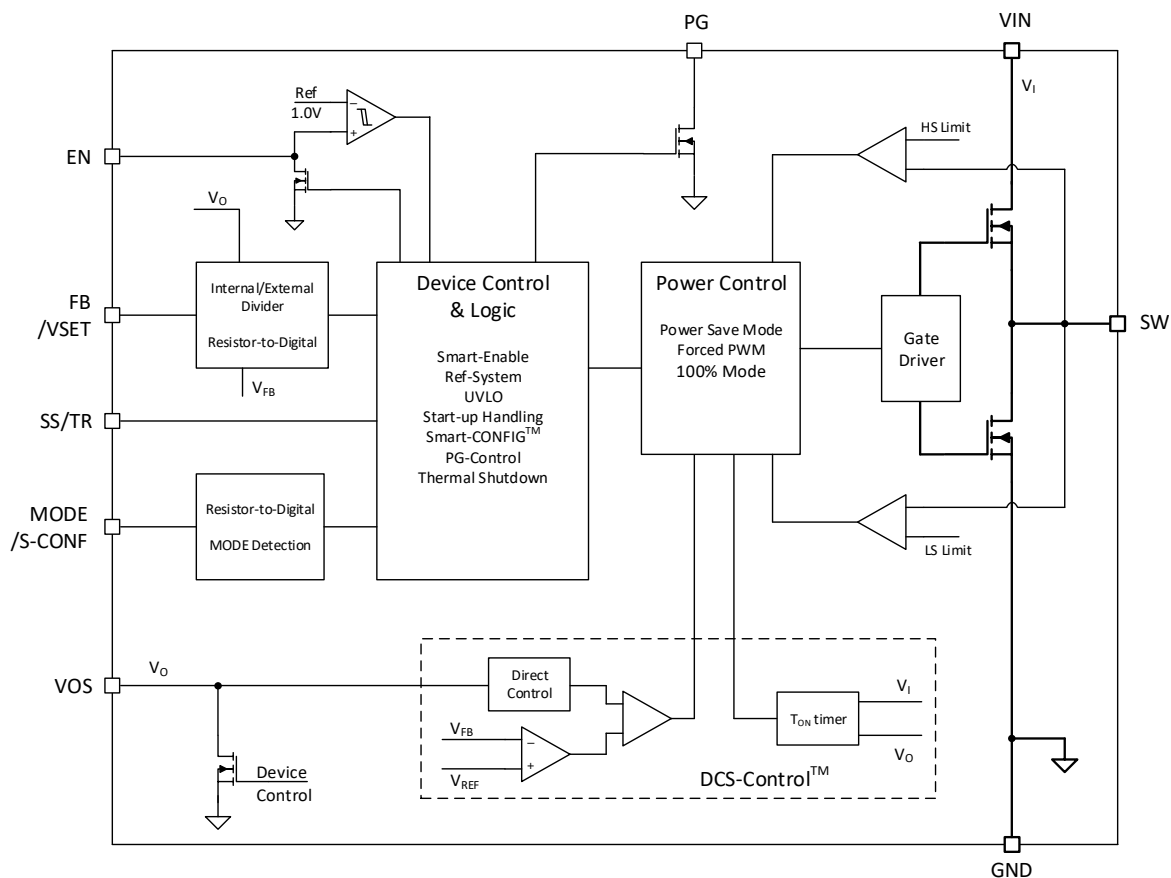 PG
VIN
V_I
Ref
1.0V
−
+
HS Limit
EN
V_O
FB
/VSET
Internal/External
Divider
Resistor-to-Digital
V_FB
SS/TR
MODE
/S-CONF
Resistor-to-Digital
MODE Detection
Device Control
& Logic
Smart-Enable
Ref-System
UVLO
Start-up Handling
Smart-CONFIG™
PG-Control
Thermal Shutdown
Power Control
Power Save Mode
Forced PWM
100% Mode
Gate
Driver
SW
LS Limit
VOS
V_O
Device
Control
Direct
Control
V_FB
−
V_REF
+
T_ON timer
V_I
V_O
DCS-Control™
GND